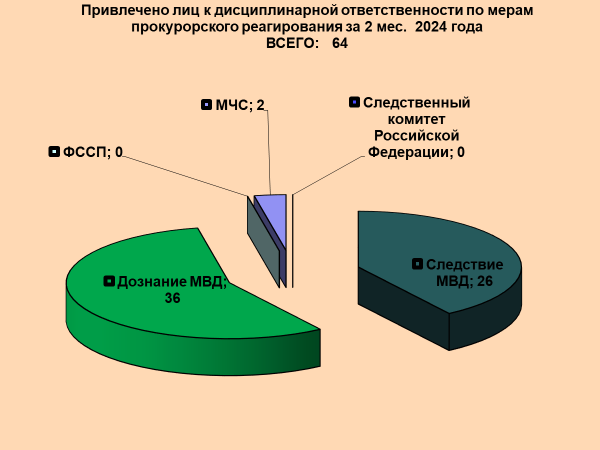 Привлечено лиц к дисциплинарной ответственности по мерам
прокурорского реагирования за 2 мес. 2024 года
ВСЕГО: 64
МЧС; 2
Следственный
комитет
Российской
Федерации; 0
ФССП; 0
Следствие
МВД; 26
Дознание МВД;
36